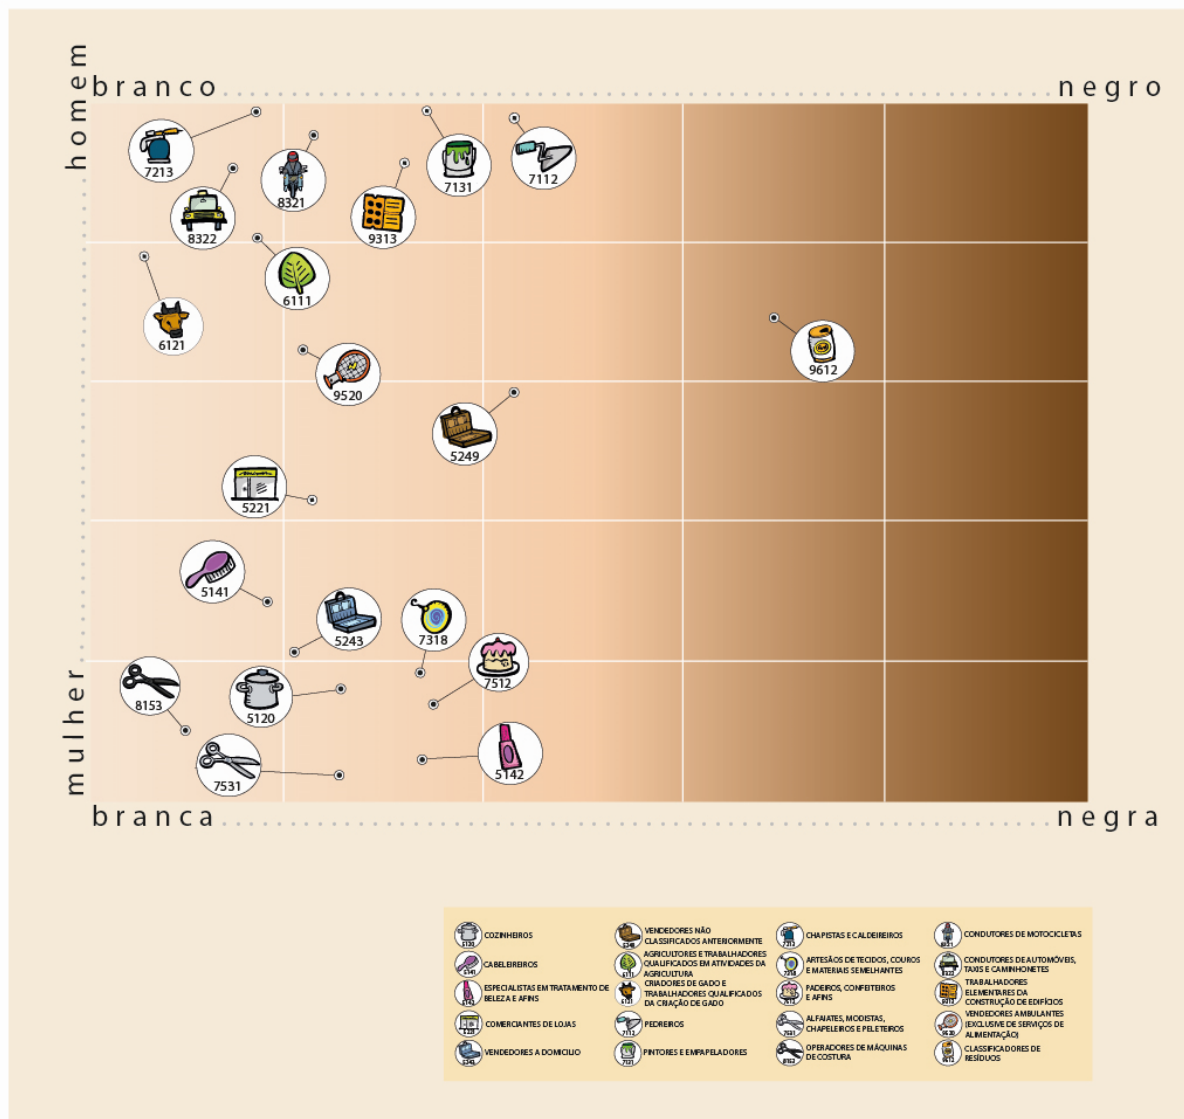 homem
branco
negro
7213
8321
7131
7112
8322
9313
6111
6121
9520
9612
5249
5221
5141
5243
7318
7512
8153
5120
7531
5142
mulher
branca
negra
5120
COZINHEIROS
5141
CABELEIREIROS
5142
ESPECIALISTAS EM TRATAMENTO DE
BELEZA E AFINS
5221
COMERCIANTES DE LOJAS
5243
VENDEDORES A DOMICILIO
5249
VENDEDORES NÃO
CLASSIFICADOS ANTERIORMENTE
6111
AGRICULTORES E TRABALHADORES
QUALIFICADOS EM ATIVIDADES DA
AGRICULTURA
6121
CRIADORES DE GADO E
TRABALHADORES QUALIFICADOS
DA CRIAÇÃO DE GADO
7112
PEDREIROS
7131
PINTORES E EMPAPELADORES
7213
CHAPISTAS E CALDEIREIROS
7318
ARTESÃOS DE TECIDOS, COUROS
E MATERIAIS SEMELHANTES
7512
PADEIROS, CONFEITEIROS
E AFINS
7531
ALFAIATES, MODISTAS,
CHAPELEIROS E PELETEIROS
8153
OPERADORES DE MÁQUINAS
DE COSTURA
8321
CONDUTORES DE MOTOCICLETAS
8322
CONDUTORES DE AUTOMÓVEIS,
TAXIS E CAMINHONETES
9313
TRABALHADORES
ELEMENTARES DA
CONSTRUÇÃO DE EDIFÍCIOS
9520
VENDEDORES AMBULANTES
(EXCLUSIVE DE SERVIÇOS DE
ALIMENTAÇÃO)
9612
CLASSIFICADORES DE
RESÍDUOS